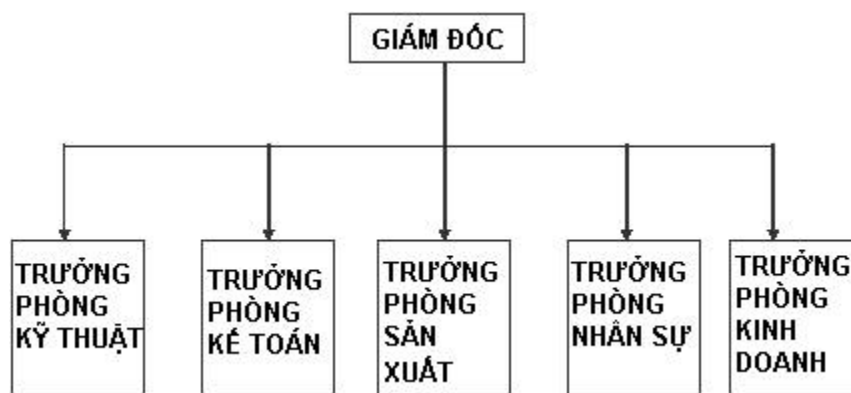 GIÁM ĐỐC
TRƯỞNG
PHÒNG
KỸ THUẬT
TRƯỞNG
PHÒNG
KẾ TOÁN
TRƯỞNG
PHÒNG
SẢN
XUẤT
TRƯỞNG
PHÒNG
NHÂN SỰ
TRƯỞNG
PHÒNG
KINH
DOANH